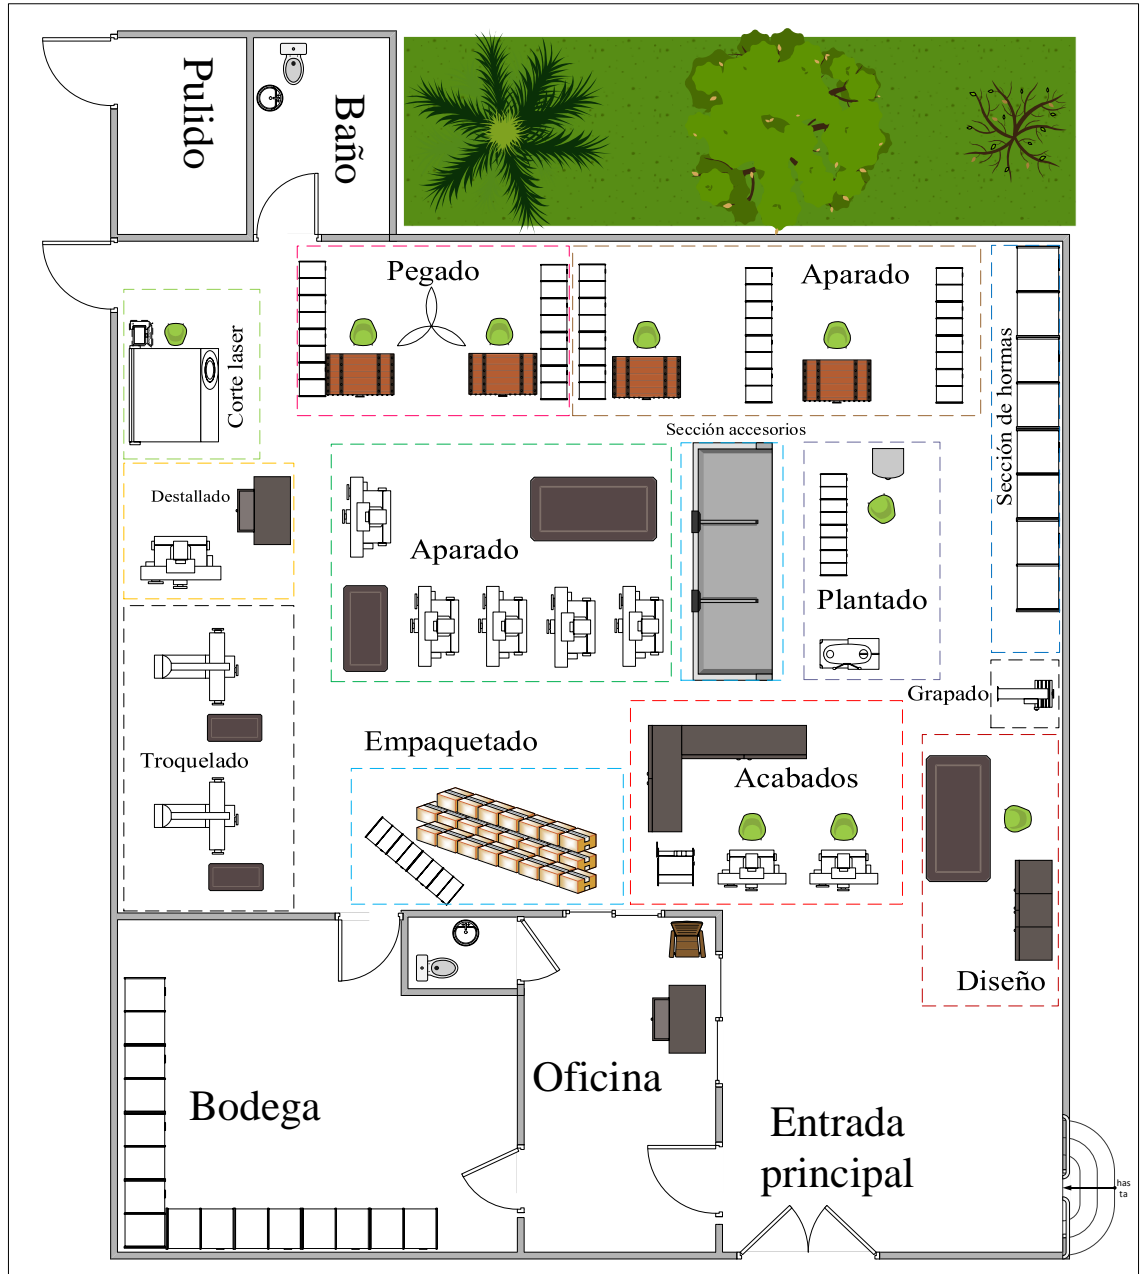 Pulido
Baño
Pegado
Aparado
Corte laser
Sección de hormas
Sección accesorios
Destallado
Aparado
Plantado
Grapado
Troquelado
Empaquetado
Acabados
Diseño
Oficina
Bodega
Entrada
principal
has
ta